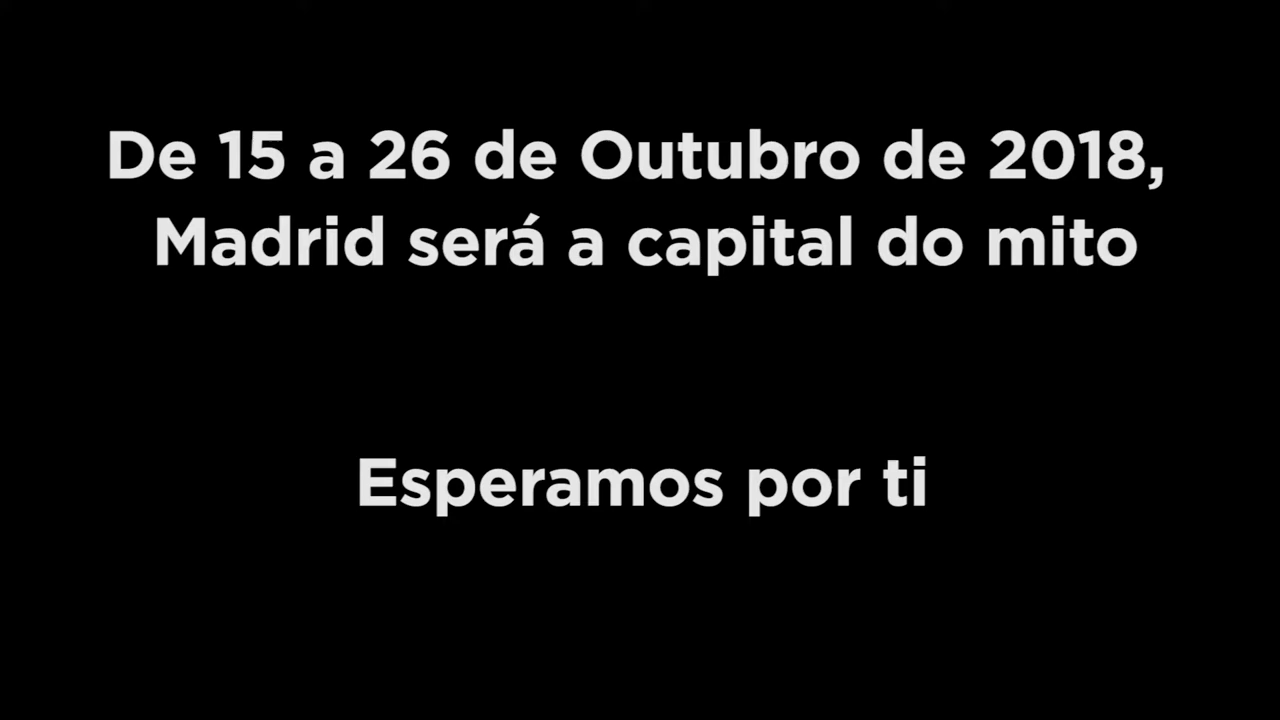 De 15 a 26 de Outubro de 2018,
Madrid será a capital do mito
Esperamos por ti